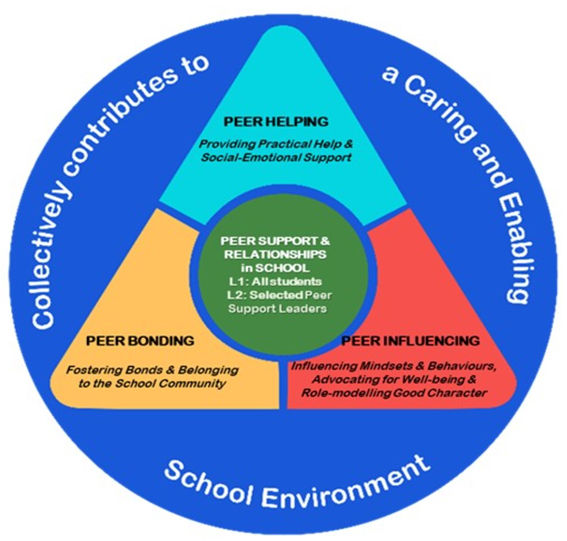 Collectively contributes to
a Caring and Enabling
School Environment
PEER HELPING
Providing Practical Help &
Social-Emotional Support
PEER SUPPORT &
RELATIONSHIPS
in SCHOOL
L1: All students
L2: Selected Peer
Support Leaders
PEER BONDING
Fostering Bonds & Belonging
to the School Community
PEER INFLUENCING
Influencing Mindsets & Behaviours,
Advocating for Well-being &
Role-modelling Good Character